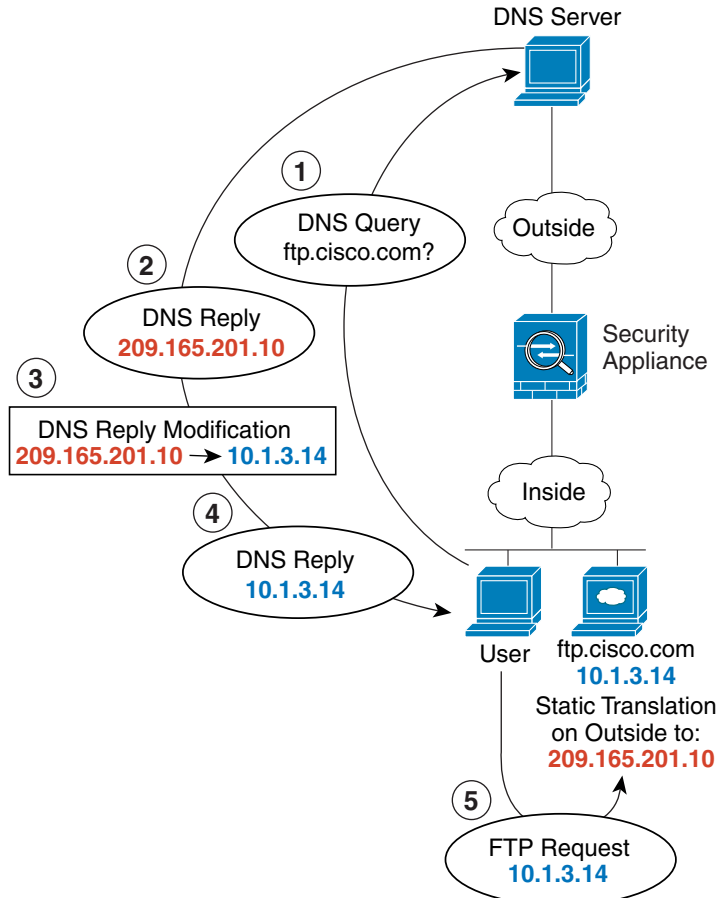 DNS Server
1
DNS Query
ftp.cisco.com?
Outside
2
DNS Reply
209.165.201.10
Security
Appliance
3
DNS Reply Modification
209.165.201.10 → 10.1.3.14
Inside
4
DNS Reply
10.1.3.14
User
ftp.cisco.com
10.1.3.14
Static Translation
on Outside to:
209.165.201.10
5
FTP Request
10.1.3.14